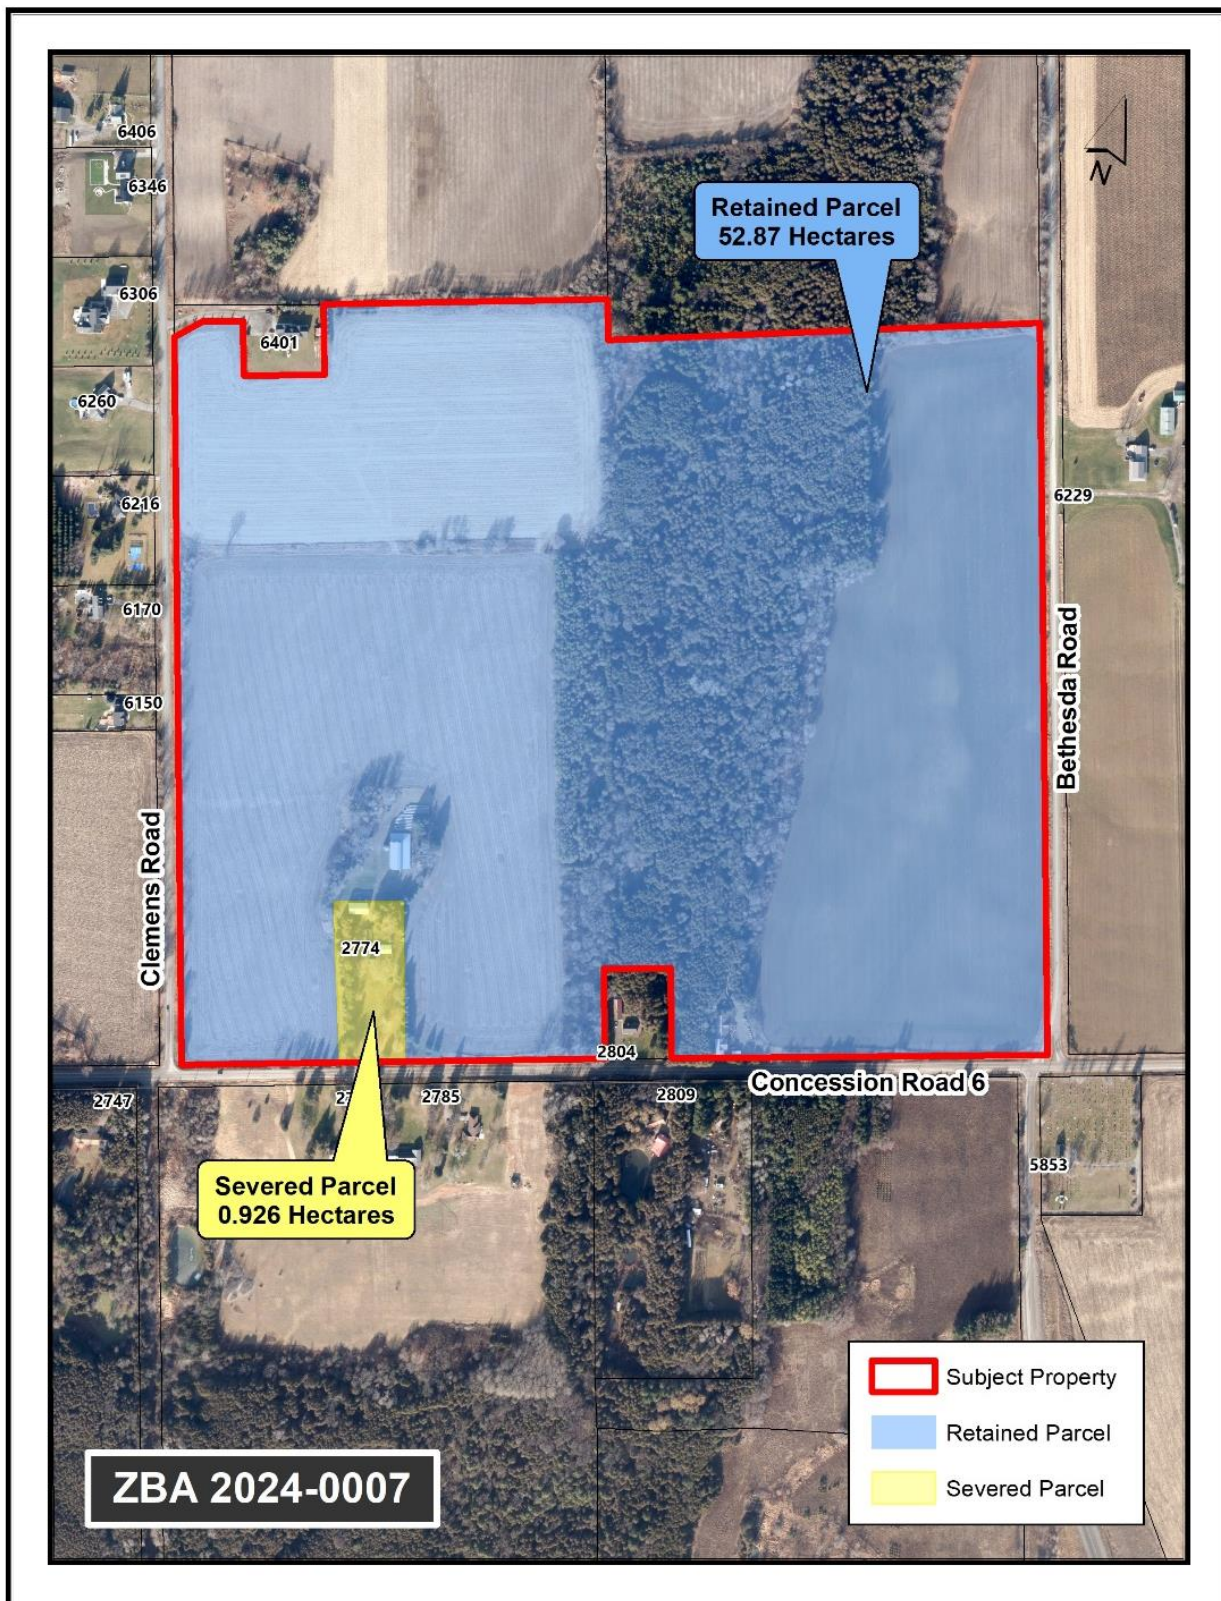 6406
6346
Retained Parcel
52.87 Hectares
6306
6401
6260
6216
6229
6170
6150
Bethesda Road
Clemens Road
2774
2804
Concession Road 6
2747
2785
2809
5853
Severed Parcel
0.926 Hectares
Subject Property
Retained Parcel
Severed Parcel
ZBA 2024-0007
N